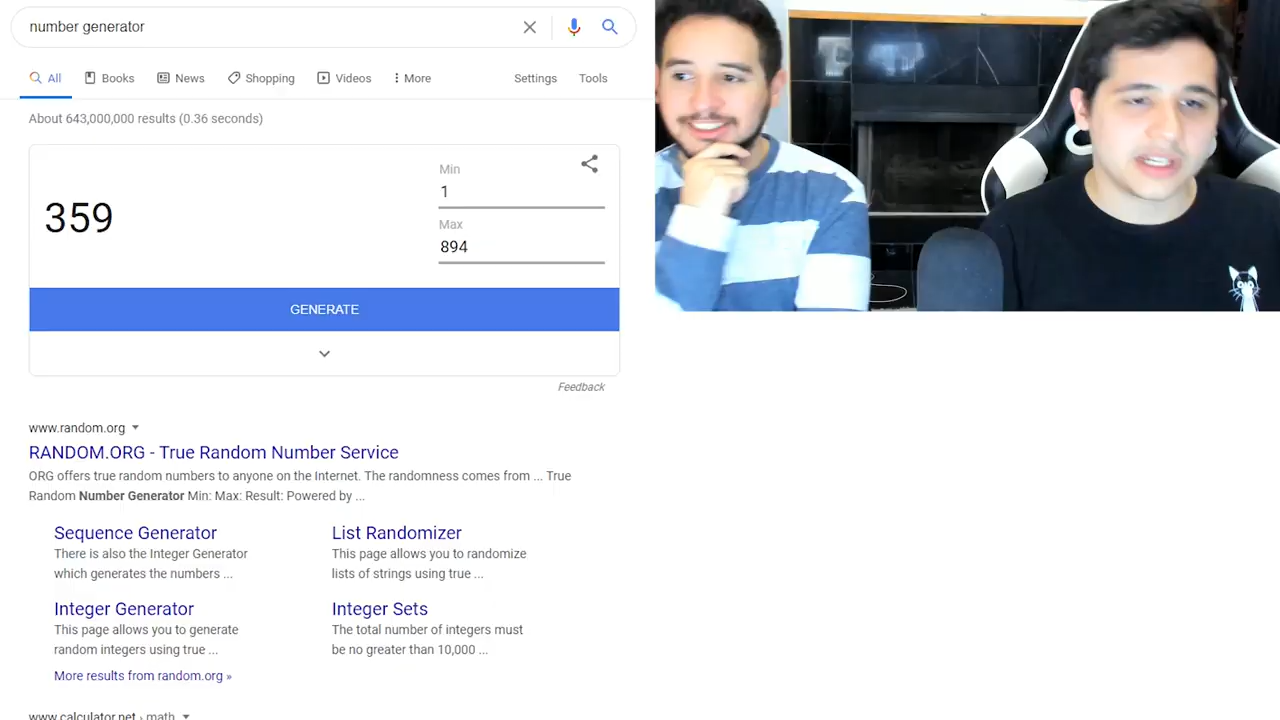 number generator
All
Books
News
Shopping
Videos
More
Settings
Tools
About 643,000,000 results (0.36 seconds)
359
Min
1
Max
894
GENERATE
Feedback
www.random.org
RANDOM.ORG - True Random Number Service
ORG offers true random numbers to anyone on the Internet. The randomness comes from ... True
Random Number Generator Min: Max: Result: Powered by ...
Sequence Generator
There is also the Integer Generator
which generates the numbers ...
List Randomizer
This page allows you to randomize
lists of strings using true ...
Integer Generator
This page allows you to generate
random integers using true ...
Integer Sets
The total number of integers must
be no greater than 10,000 ...
More results from random.org »
www.calculator.net › math